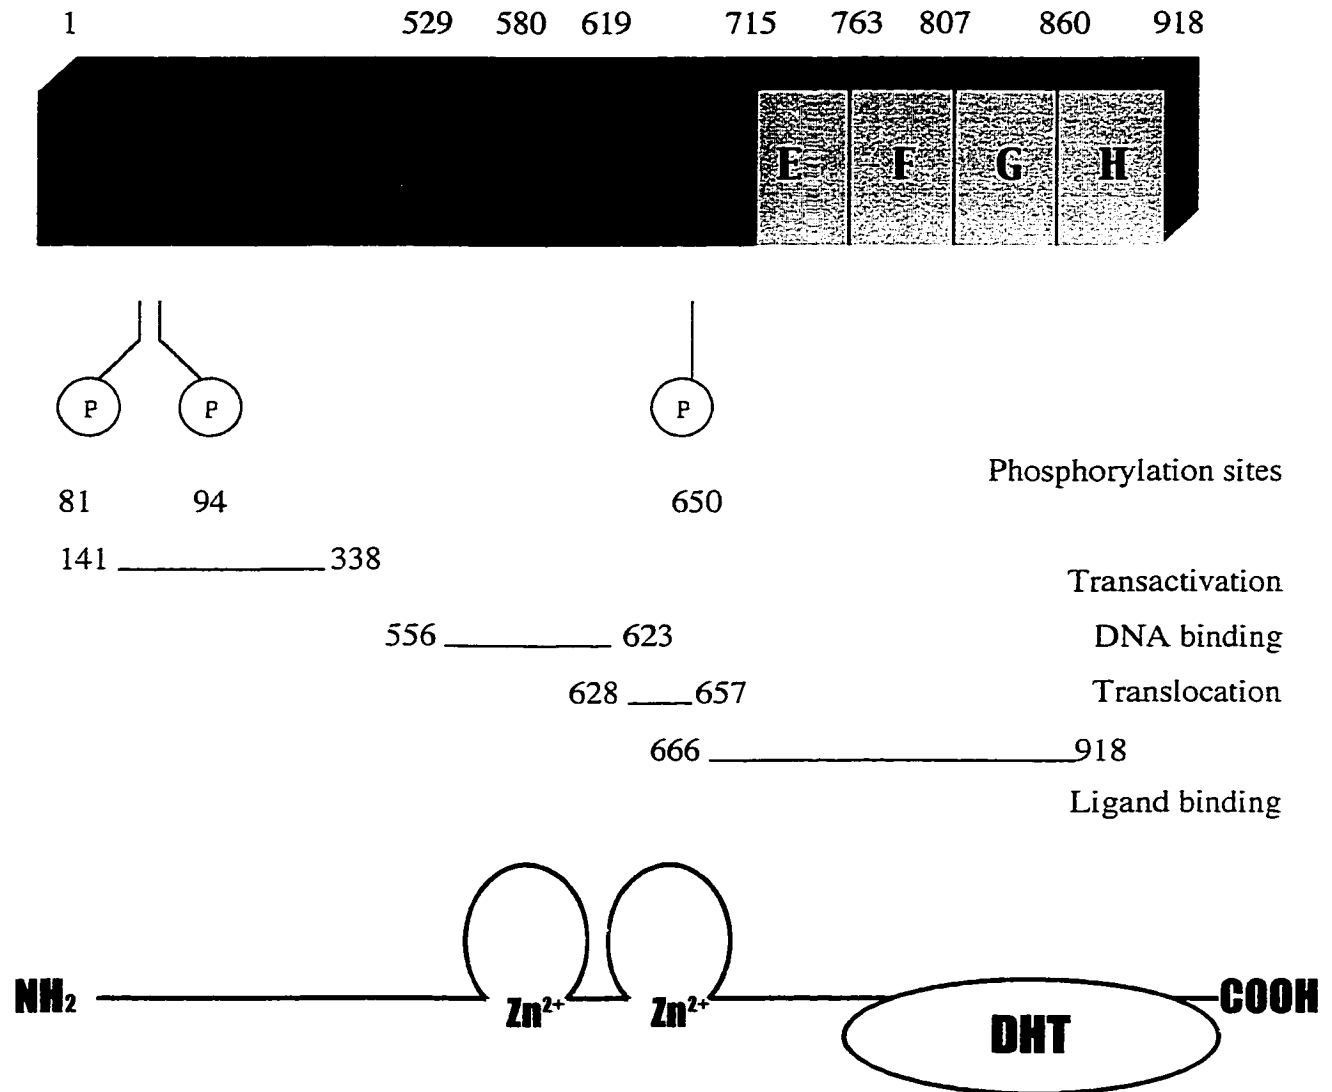 1 529 580 619 715 763 807 860 918
E F G H
P P P
Phosphorylation sites
81 94 650
141 338
Transactivation
556 623 DNA binding
628 657 Translocation
666 918
Ligand binding
NH₂ Zn²⁺ Zn²⁺ DHT COOH